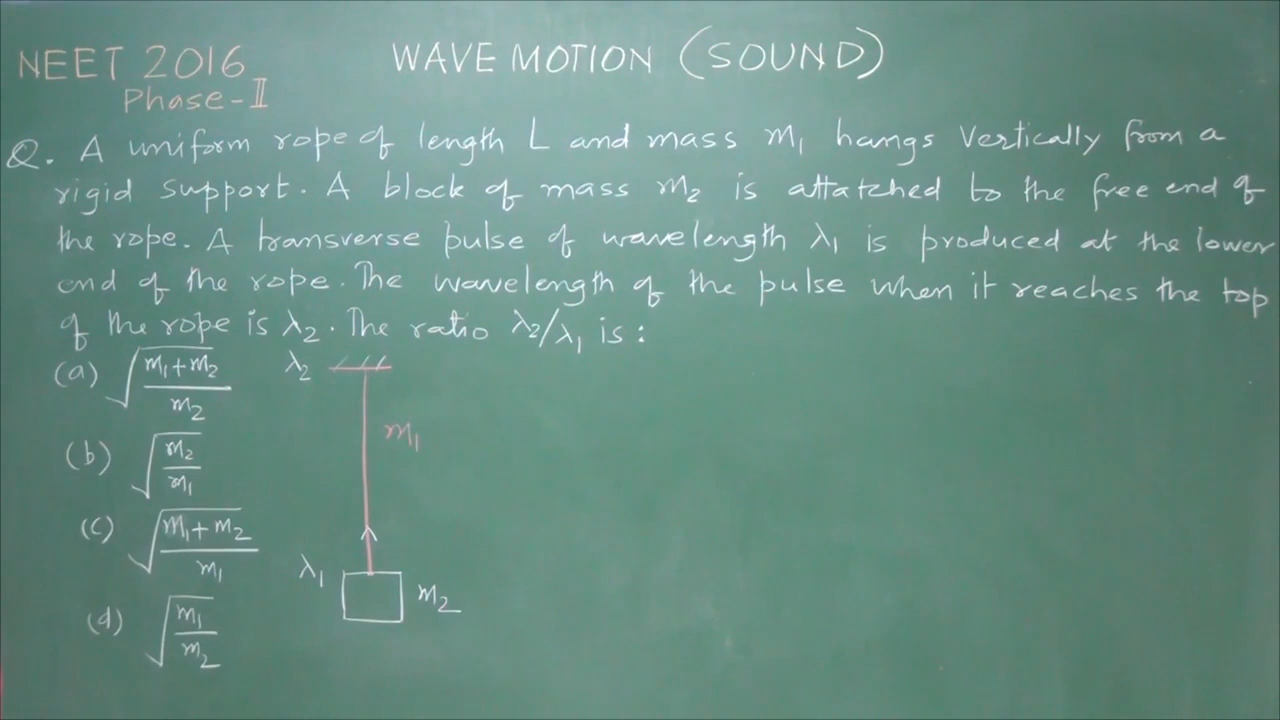 NEET 2016
Phase-II
WAVE MOTION (SOUND)
Q. A uniform rope of length L and mass m₁ hangs vertically from a
rigid support. A block of mass m₂ is attatched to the free end of
the rope. A transverse pulse of wavelength λ₁ is produced at the lower
end of the rope. The wavelength of the pulse when it reaches the top
of the rope is λ₂. The ratio λ₂/λ₁ is:
(a) √((m₁+m₂)/m₂)
(b) √(m₂/m₁)
(c) √((m₁+m₂)/m₁)
(d) √(m₁/m₂)
λ₂
m₁
λ₁
m₂